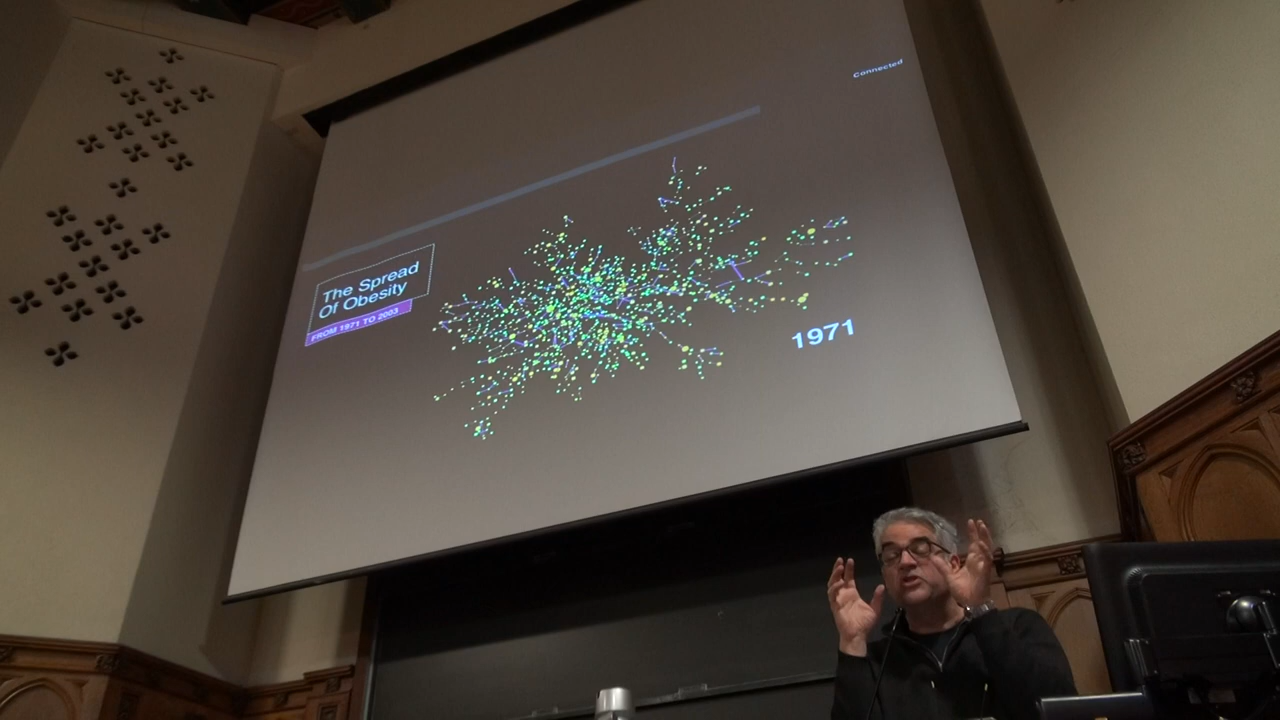 Connected
The Spread
Of Obesity
FROM 1971 TO 2003
1971